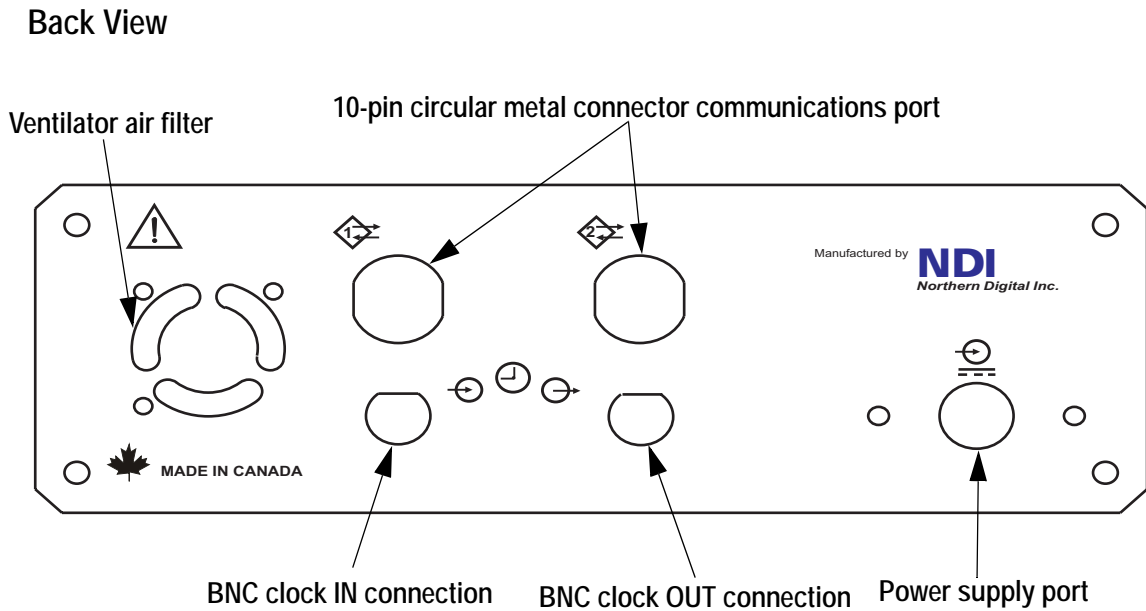 Back View
10-pin circular metal connector communications port
Ventilator air filter
1
2
Manufactured by NDI
Northern Digital Inc.
MADE IN CANADA
BNC clock IN connection
BNC clock OUT connection
Power supply port